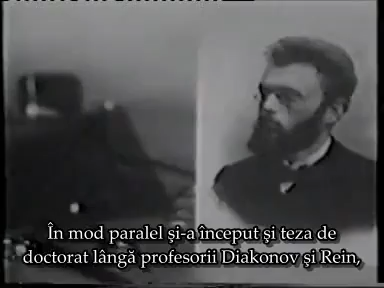 În mod paralel şi-a început şi teza de
doctorat lângă profesorii Diakonov şi Rein,